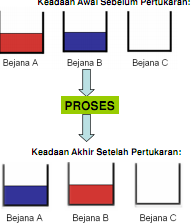 Keadaan Awal Sebelum Pertukaran:
Bejana A Bejana B Bejana C
PROSES
Keadaan Akhir Setelah Pertukaran:
Bejana A Bejana B Bejana C